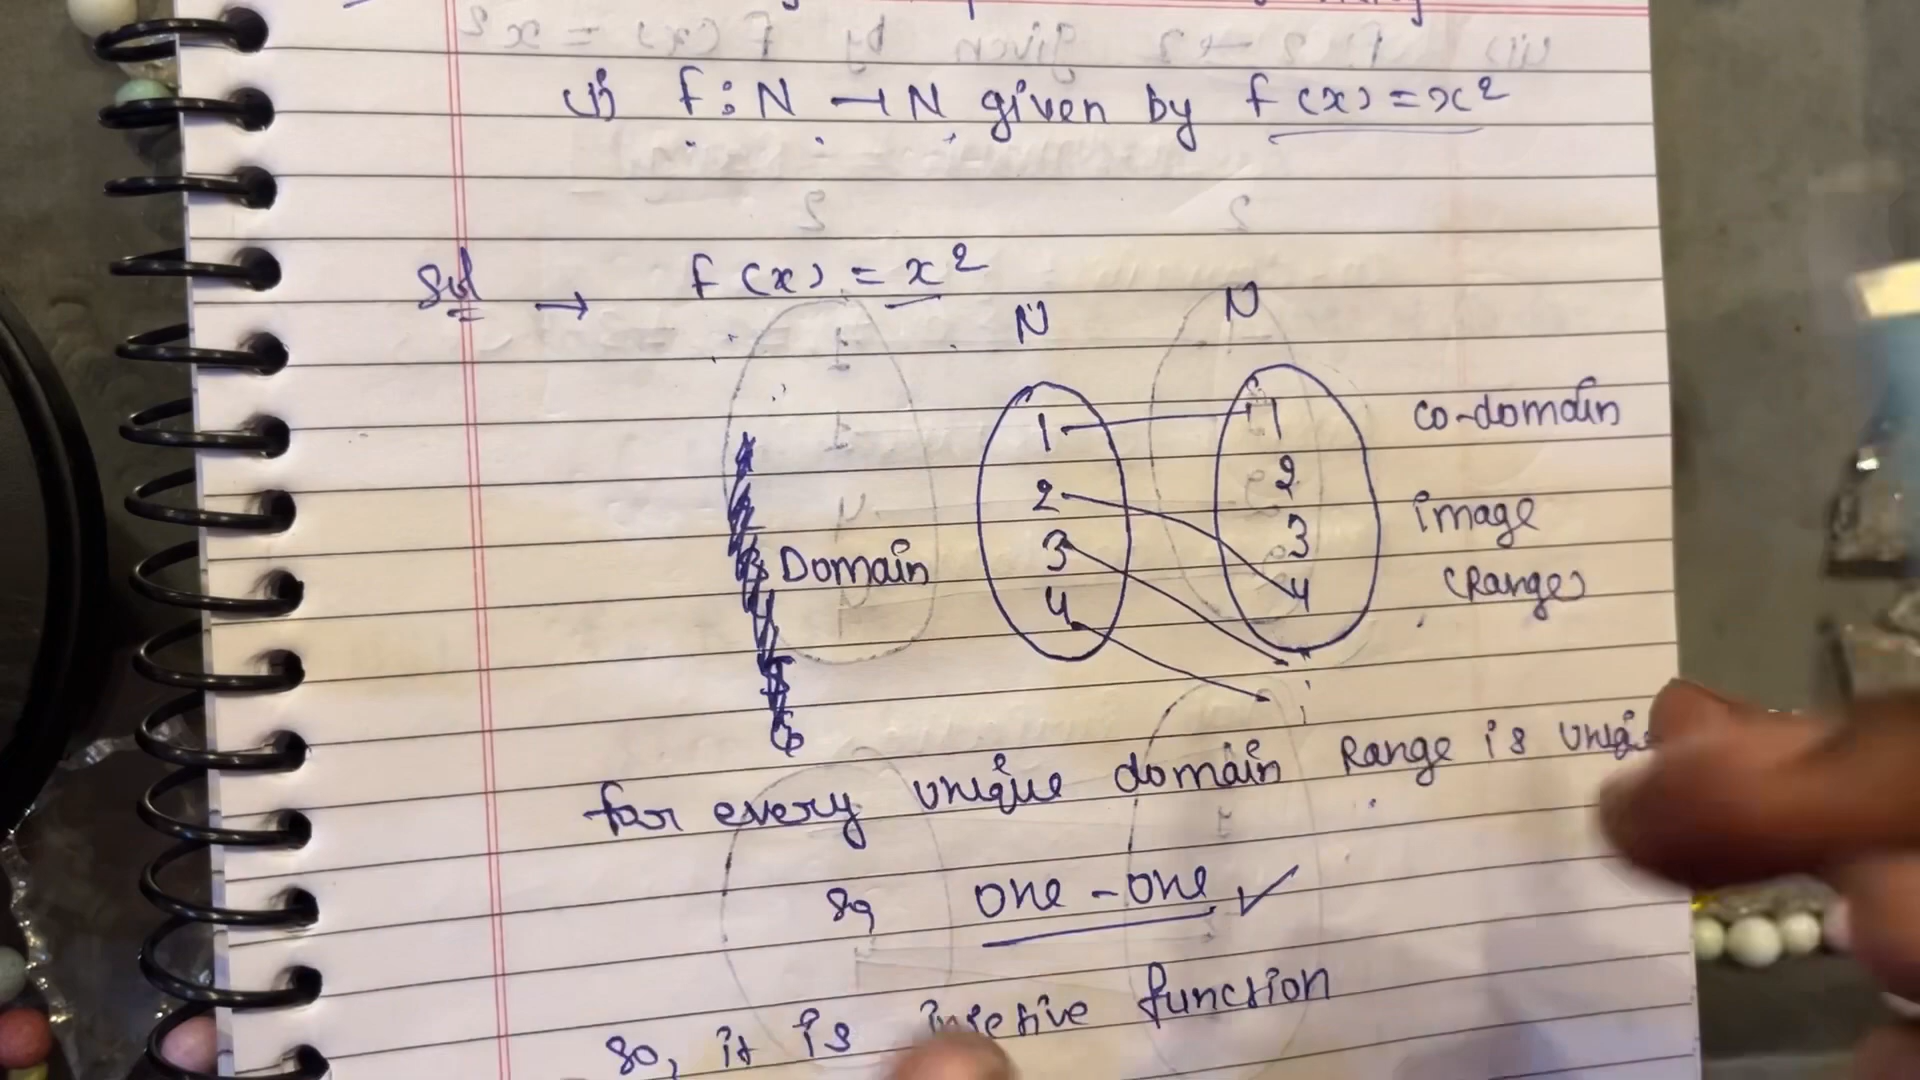 (i) f : N → N given by f(x) = x²
Sol → f(x) = x²
N N
1 1 co-domain
2 2
3 3 image
Domain
4 4 (Range)
for every unique domain Range is
so, one-one ✓
so, it is function